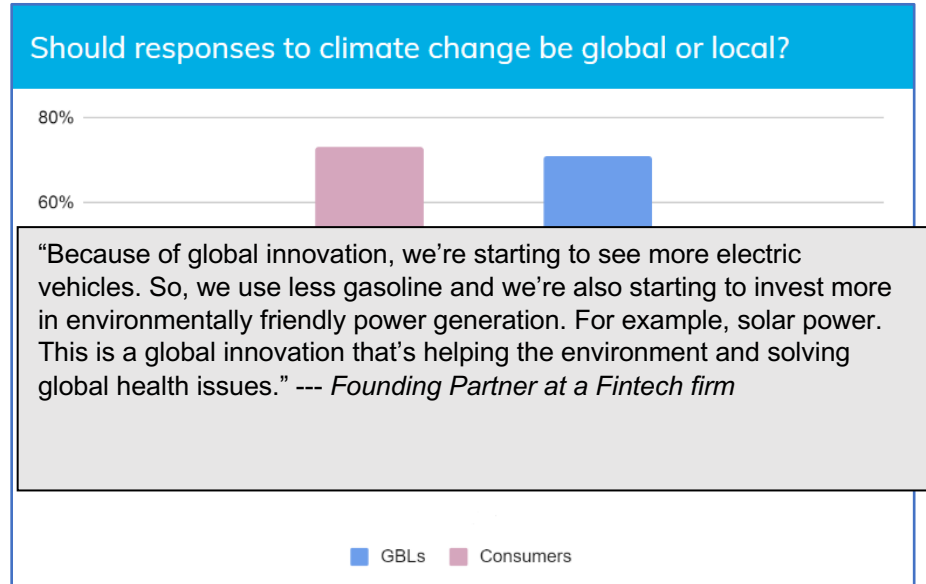 Should responses to climate change be global or local?
80%
60%
“Because of global innovation, we’re starting to see more electric
vehicles. So, we use less gasoline and we’re also starting to invest more
in environmentally friendly power generation. For example, solar power.
This is a global innovation that’s helping the environment and solving
global health issues.” --- Founding Partner at a Fintech firm
GBLs
Consumers